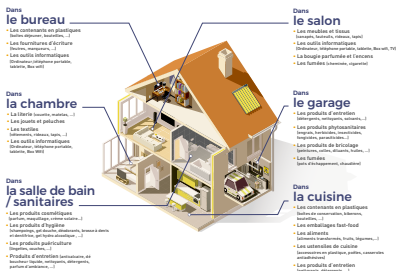 Dans
le bureau
• Les contenants en plastiques
(boîtes déjeuner, bouteilles, ...)
• Les fournitures d'écriture
(feutres, marqueurs, ...)
• Les outils informatiques
(Ordinateur, téléphone portable,
tablette, Box wifi)
Dans
la chambre
• La literie (couette, matelas, ...)
• Les jouets et peluches
• Les textiles
(vêtements, rideaux, tapis, ...)
• Les outils informatiques
(Ordinateur, téléphone portable,
tablette, Box Wifi)
Dans
la salle de bain
/ sanitaires
• Les produits cosmétiques
(parfum, maquillage, crème solaire ...)
• Les produits d'hygiène
(shampoings, gel douche, déodorants, brosse à dents
et dentifrice, gel hydro alcoolique, ...)
• Les produits puériculture
(lingettes, couches, ...)
• Produits d'entretien (antical
douceur liquide, nettoyants, détergents,
parfum d'ambiance, ...)
Dans
le salon
• Les meubles et tissus
(canapés, fauteuils, rideaux, tapis)
• Les outils informatiques
(Ordinateur, téléphone portable, tablette, Box wifi, TV)
• La bougie parfumée et l'encens
• Les fumées (cheminée, cigarette)
Dans
le garage
• Les produits d'entretien
(détergents, nettoyants, solvants, ...)
• Les produits phytosanitaires
(engrais, herbicides, insecticides,
fongicides, parasiticides...)
• Les produits de bricolage
(peintures, colles, diluants, huiles, ...)
• Les fumées
(pots d'échappement, chaudière)
Dans
la cuisine
• Les contenants en plastiques
(boîtes de conservation, biberons,
bouteilles, ...)
• Les emballages fast-food
• Les aliments
(aliments transformés, fruits, légumes, ...)
• Les ustensiles de cuisine
(accessoires en plastique, poêles, casseroles
antiadhésives)
• Les produits d'entretien